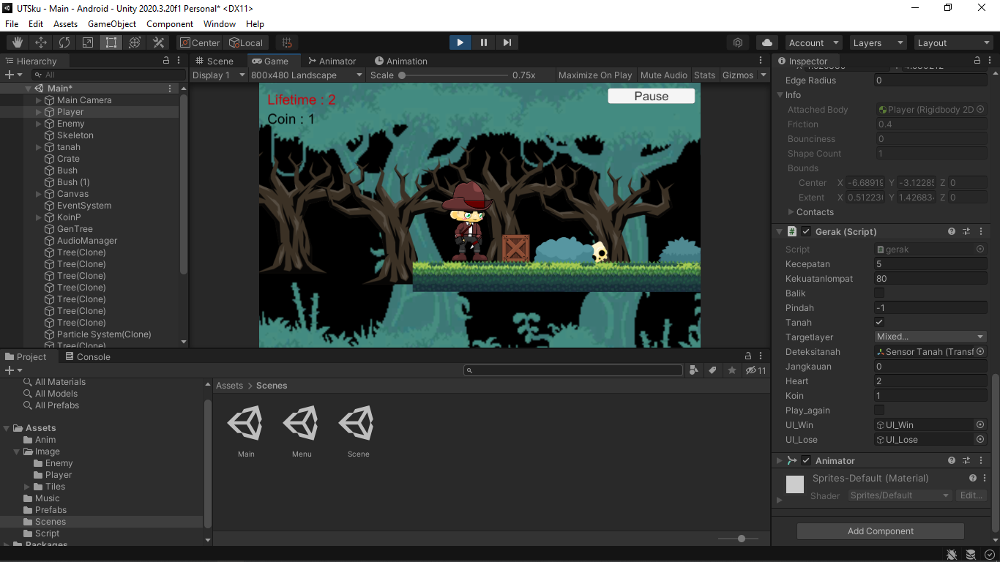 UTSku - Main - Android - Unity 2020.3.20f1 Personal* <DX11>
File Edit Assets GameObject Component Window Help
Center Local
Account Layers Layout
Hierarchy
All
Main*
Main Camera
Player
Enemy
Skeleton
tanah
Crate
Bush
Bush (1)
Canvas
EventSystem
KoinP
GenTree
AudioManager
Tree(Clone)
Tree(Clone)
Tree(Clone)
Tree(Clone)
Tree(Clone)
Tree(Clone)
Tree(Clone)
Particle System(Clone)
Tree(Clone)
Scene Game Animator Animation
Display 1 800x480 Landscape Scale 0.75x Maximize On Play Mute Audio Stats Gizmos
Lifetime : 2
Coin : 1
Pause
Inspector
Edge Radius 0
Info
Attached Body Player (Rigidbody 2D
Friction 0.4
Bounciness 0
Shape Count 1
Bounds
Center X -6.68919 Y -3.12285 Z 0
Extent X 0.51223 Y 1.42683 Z 0
Contacts
Gerak (Script)
Script gerak
Kecepatan 5
Kekuatanlompat 80
Balik
Pindah -1
Tanah
Targetlayer Mixed...
Deteksitanah Sensor Tanah (Transf
Jangkauan 0
Heart 2
Koin 1
Play_again
UI_Win UI_Win
UI_Lose UI_Lose
Animator
Sprites-Default (Material)
Shader Sprites/Default Edit...
Add Component
Project Console
11
All Materials
All Models
All Prefabs
Assets
Anim
Image
Enemy
Player
Tiles
Music
Prefabs
Scenes
Script
Packages
Assets > Scenes
Main Menu Scene